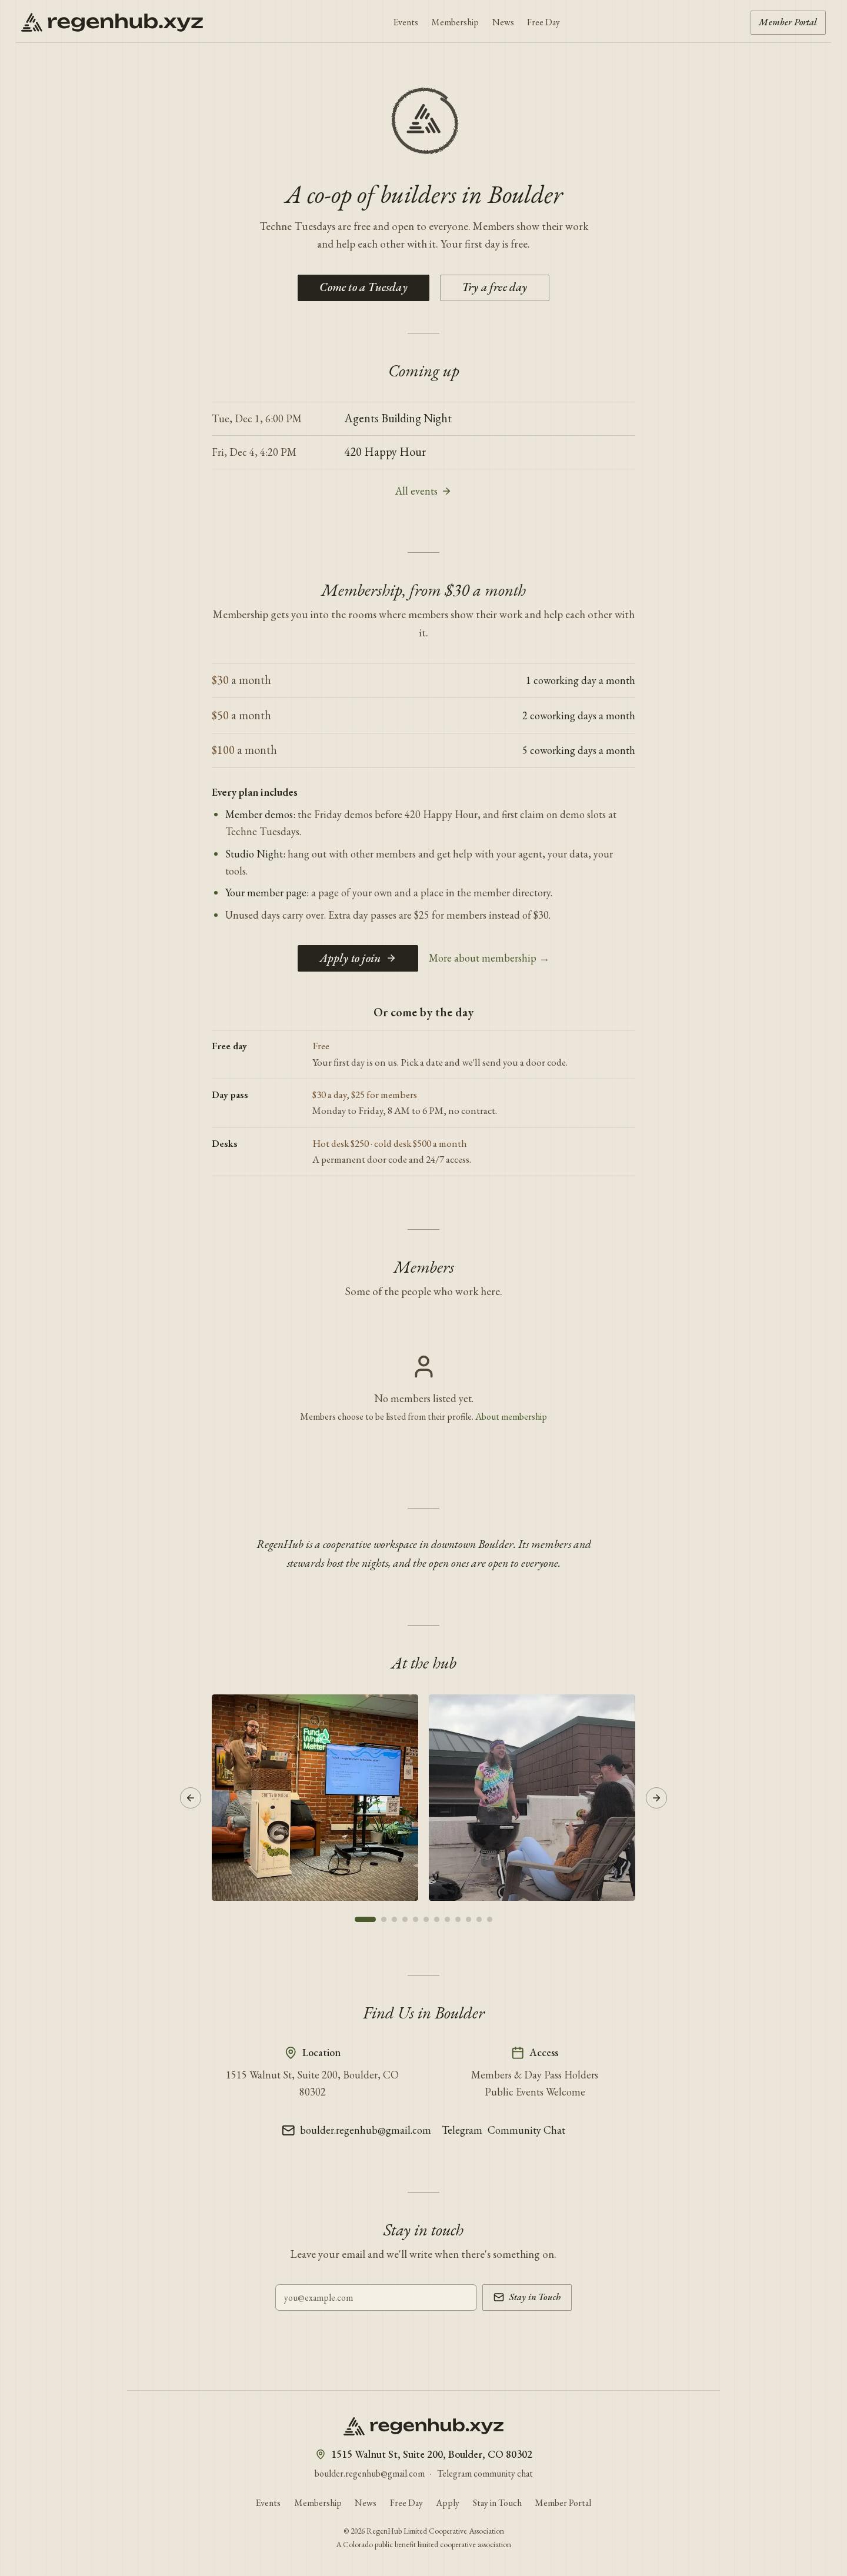 regenhub.xyz
Events Membership News Free Day
Member Portal
A co-op of builders in Boulder
Techne Tuesdays are free and open to everyone. Members show their work
and help each other with it. Your first day is free.
Come to a Tuesday
Try a free day
Coming up
Tue, Dec 1, 6:00 PM Agents Building Night
Fri, Dec 4, 4:20 PM 420 Happy Hour
All events →
Membership, from $30 a month
Membership gets you into the rooms where members show their work and help each other with
it.
$30 a month 1 coworking day a month
$50 a month 2 coworking days a month
$100 a month 5 coworking days a month
Every plan includes
• Member demos: the Friday demos before 420 Happy Hour, and first claim on demo slots at
Techne Tuesdays.
• Studio Night: hang out with other members and get help with your agent, your data, your
tools.
• Your member page: a page of your own and a place in the member directory.
• Unused days carry over. Extra day passes are $25 for members instead of $30.
Apply to join →
More about membership →
Or come by the day
Free day Free
Your first day is on us. Pick a date and we'll send you a door code.
Day pass $30 a day, $25 for members
Monday to Friday, 8 AM to 6 PM, no contract.
Desks Hot desk $250 · cold desk $500 a month
A permanent door code and 24/7 access.
Members
Some of the people who work here.
No members listed yet.
Members choose to be listed from their profile. About membership
RegenHub is a cooperative workspace in downtown Boulder. Its members and
stewards host the nights, and the open ones are open to everyone.
At the hub
Fund
What
Matter
Find Us in Boulder
Location
1515 Walnut St, Suite 200, Boulder, CO
80302
Access
Members & Day Pass Holders
Public Events Welcome
boulder.regenhub@gmail.com Telegram Community Chat
Stay in touch
Leave your email and we'll write when there's something on.
you@example.com
Stay in Touch
regenhub.xyz
1515 Walnut St, Suite 200, Boulder, CO 80302
boulder.regenhub@gmail.com · Telegram community chat
Events Membership News Free Day Apply Stay in Touch Member Portal
© 2026 RegenHub Limited Cooperative Association
A Colorado public benefit limited cooperative association